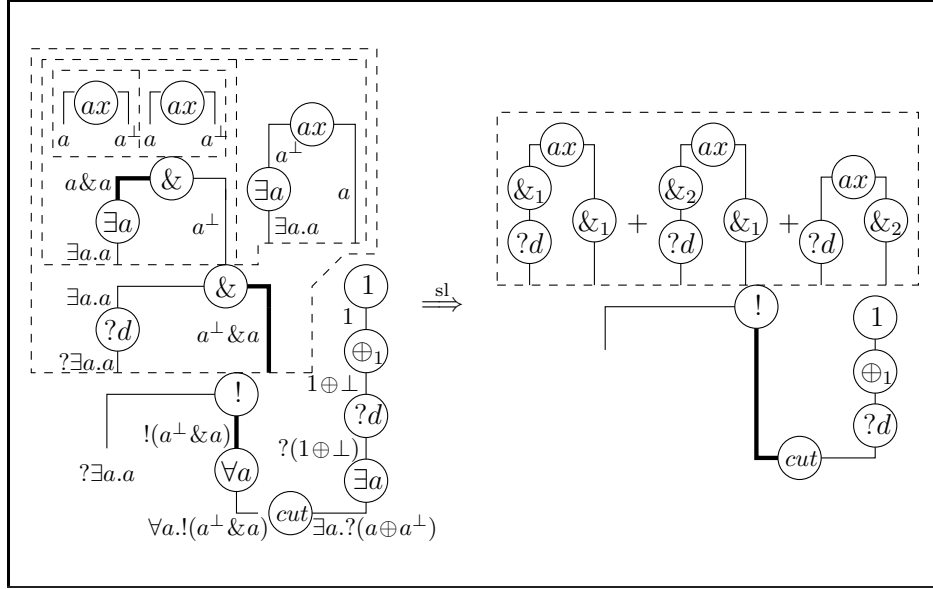 ax ax ax
a a⊥ a a⊥ a⊥ a
a&a & ∃a
∃a a⊥ ∃a.a
∃a.a
∃a.a & 1
?d a⊥&a 1
?∃a.a ⊕₁
! 1⊕⊥
?d
!(a⊥&a) ?(1⊕⊥)
?∃a.a ∀a ∃a
∀a.!(a⊥&a) cut ∃a.?(a⊕a⊥)
sl
⟹
ax ax ax
&₁ &₂
?d &₁ + ?d &₁ + ?d &₂
! 1
⊕₁
?d
cut